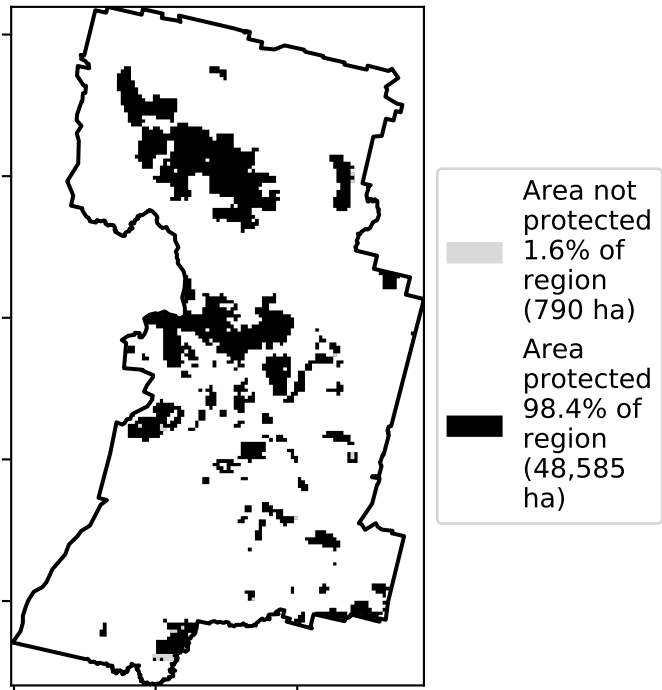 Area not
protected
1.6% of
region
(790 ha)
Area
protected
98.4% of
region
(48,585
ha)